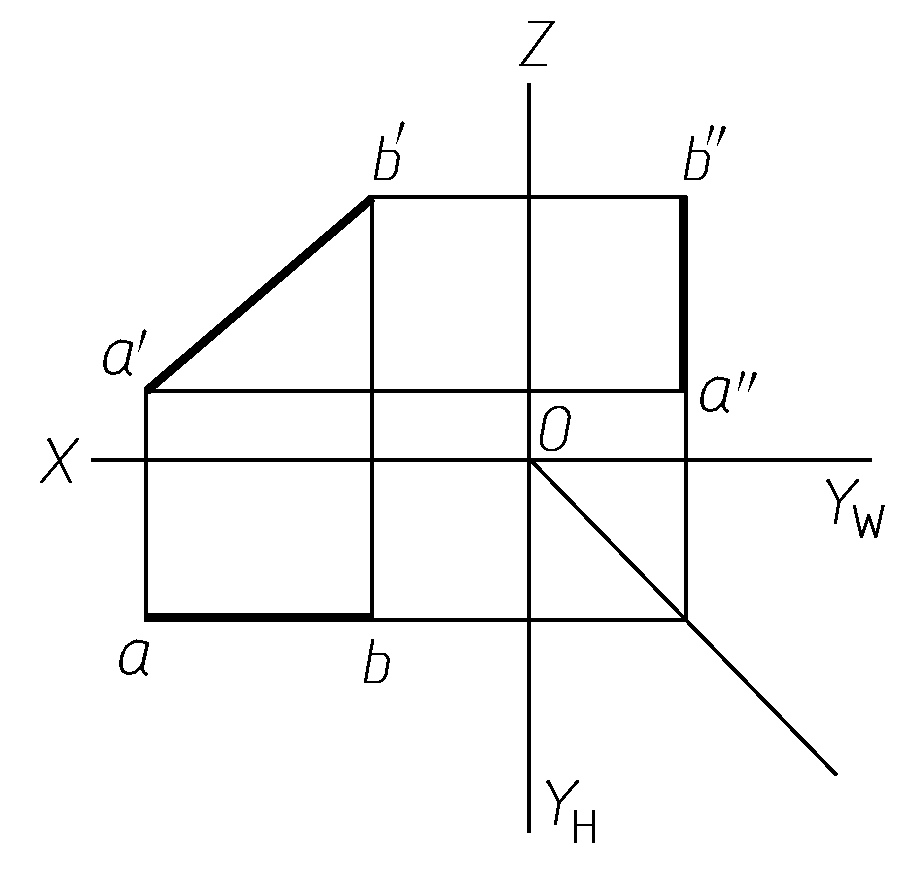 Z
b′ b″
a′ a″
O
X Y_W
a b
Y_H